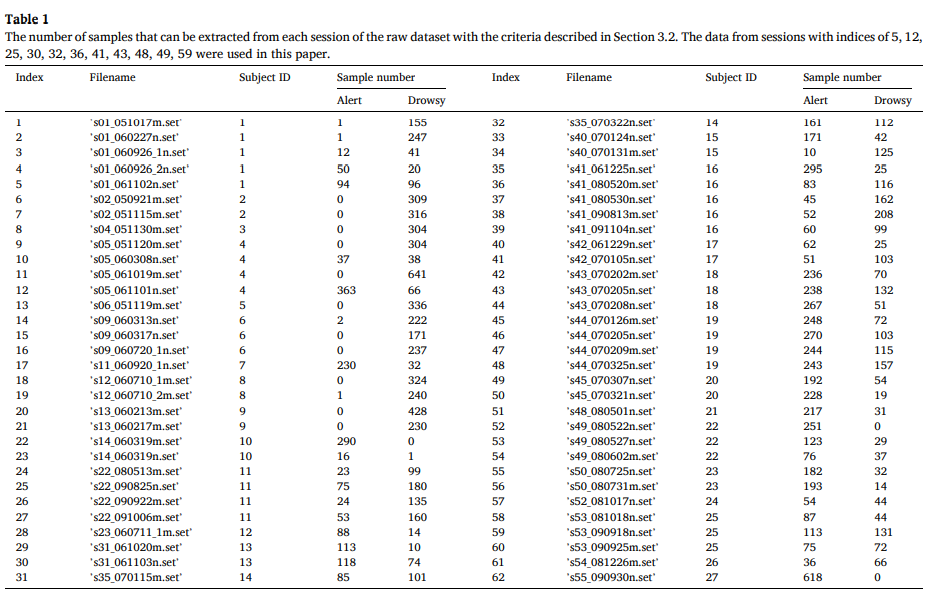 Table 1
The number of samples that can be extracted from each session of the raw dataset with the criteria described in Section 3.2. The data from sessions with indices of 5, 12,
25, 30, 32, 36, 41, 43, 48, 49, 59 were used in this paper.
Index Filename Subject ID Sample number Index Filename Subject ID Sample number
Alert Drowsy Alert Drowsy
1 's01_051017m.set' 1 1 155 32 's35_070322n.set' 14 161 112
2 's01_060227n.set' 1 1 247 33 's40_070124n.set' 15 171 42
3 's01_060926_1n.set' 1 12 41 34 's40_070131m.set' 15 10 125
4 's01_060926_2n.set' 1 50 20 35 's41_061225n.set' 16 295 25
5 's01_061102n.set' 1 94 96 36 's41_080520m.set' 16 83 116
6 's02_050921m.set' 2 0 309 37 's41_080530n.set' 16 45 162
7 's02_051115m.set' 2 0 316 38 's41_090813m.set' 16 52 208
8 's04_051130m.set' 3 0 304 39 's41_091104n.set' 16 60 99
9 's05_051120m.set' 4 0 304 40 's42_061229n.set' 17 62 25
10 's05_060308n.set' 4 37 38 41 's42_070105n.set' 17 51 103
11 's05_061019m.set' 4 0 641 42 's43_070202m.set' 18 236 70
12 's05_061101n.set' 4 363 66 43 's43_070205n.set' 18 238 132
13 's06_051119m.set' 5 0 336 44 's43_070208n.set' 18 267 51
14 's09_060313n.set' 6 2 222 45 's44_070126m.set' 19 248 72
15 's09_060317n.set' 6 0 171 46 's44_070205n.set' 19 270 103
16 's09_060720_1n.set' 6 0 237 47 's44_070209m.set' 19 244 115
17 's11_060920_1n.set' 7 230 32 48 's44_070325n.set' 19 243 157
18 's12_060710_1m.set' 8 0 324 49 's45_070307n.set' 20 192 54
19 's12_060710_2m.set' 8 1 240 50 's45_070321n.set' 20 228 19
20 's13_060213m.set' 9 0 428 51 's48_080501n.set' 21 217 31
21 's13_060217m.set' 9 0 230 52 's49_080522n.set' 22 251 0
22 's14_060319m.set' 10 290 0 53 's49_080527n.set' 22 123 29
23 's14_060319n.set' 10 16 1 54 's49_080602m.set' 22 76 37
24 's22_080513m.set' 11 23 99 55 's50_080725n.set' 23 182 32
25 's22_090825n.set' 11 75 180 56 's50_080731m.set' 23 193 14
26 's22_090922m.set' 11 24 135 57 's52_081017n.set' 24 54 44
27 's22_091006m.set' 11 53 160 58 's53_081018n.set' 25 87 44
28 's23_060711_1m.set' 12 88 14 59 's53_090918n.set' 25 113 131
29 's31_061020m.set' 13 113 10 60 's53_090925m.set' 25 75 72
30 's31_061103n.set' 13 118 74 61 's54_081226m.set' 26 36 66
31 's35_070115m.set' 14 85 101 62 's55_090930n.set' 27 618 0